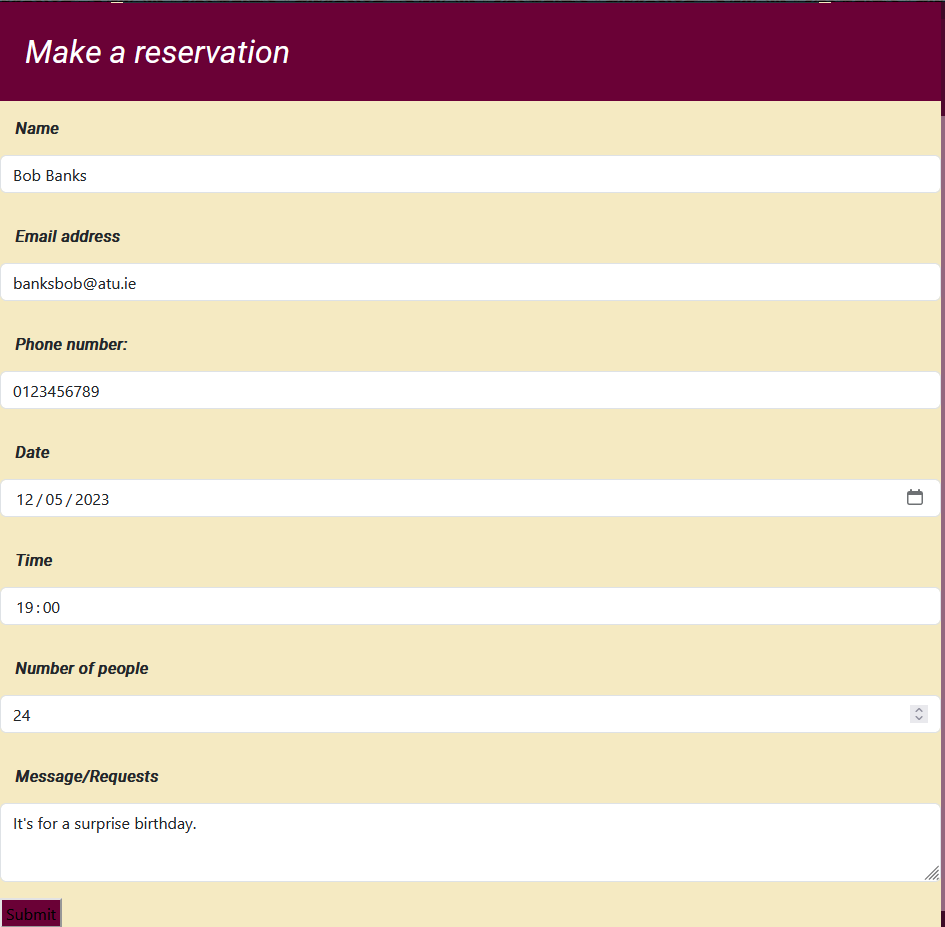 Make a reservation
Name
Bob Banks
Email address
banksbob@atu.ie
Phone number:
0123456789
Date
12/05/2023
Time
19:00
Number of people
24
Message/Requests
It's for a surprise birthday.
Submit